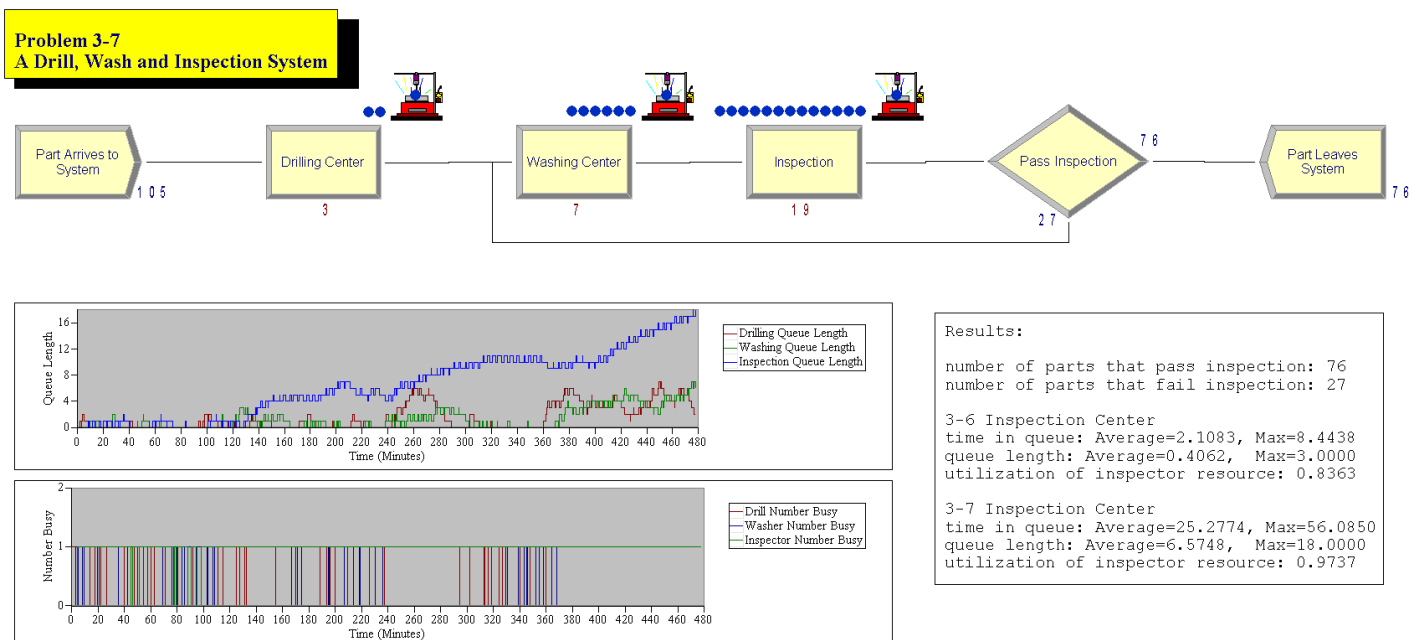 Problem 3-7
A Drill, Wash and Inspection System
Part Arrives to
System
105
Drilling Center
3
Washing Center
7
Inspection
19
Pass Inspection
76
27
Part Leaves
System
76
Queue Length
16
12
8
4
0
0 20 40 60 80 100 120 140 160 180 200 220 240 260 280 300 320 340 360 380 400 420 440 460 480
Time (Minutes)
Drilling Queue Length
Washing Queue Length
Inspection Queue Length
Number Busy
2
1
0
0 20 40 60 80 100 120 140 160 180 200 220 240 260 280 300 320 340 360 380 400 420 440 460 480
Time (Minutes)
Drill Number Busy
Washer Number Busy
Inspector Number Busy
Results:
number of parts that pass inspection: 76
number of parts that fail inspection: 27
3-6 Inspection Center
time in queue: Average=2.1083, Max=8.4438
queue length: Average=0.4062, Max=3.0000
utilization of inspector resource: 0.8363
3-7 Inspection Center
time in queue: Average=25.2774, Max=56.0850
queue length: Average=6.5748, Max=18.0000
utilization of inspector resource: 0.9737